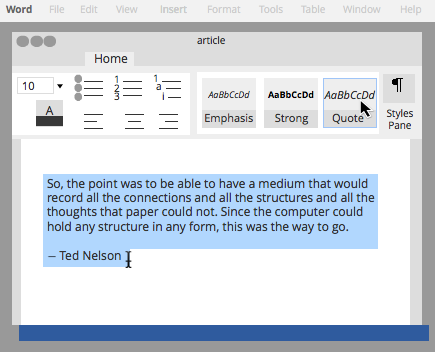 Word File Edit View Insert Format Tools Table Window Help
article
Home
10
A
1
2
3
1
a
i
AaBbCcDd
Emphasis
AaBbCcDd
Strong
AaBbCcDd
Quote
¶
Styles
Pane
So, the point was to be able to have a medium that would
record all the connections and all the structures and all the
thoughts that paper could not. Since the computer could
hold any structure in any form, this was the way to go.
— Ted Nelson